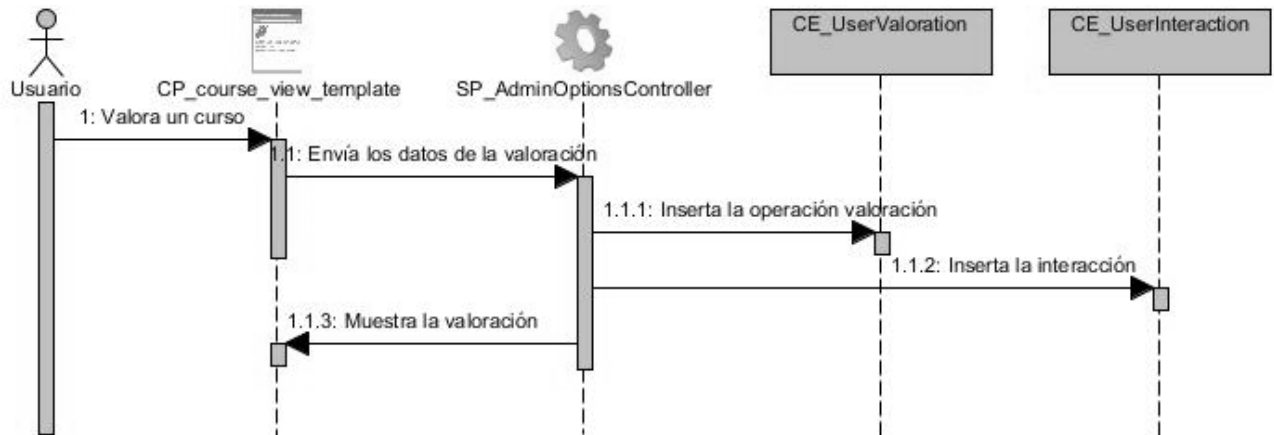 CE_UserValoration
CE_UserInteraction
Usuario
CP_course_view_template
SP_AdminOptionsController
1: Valora un curso
1.1: Envía los datos de la valoración
1.1.1: Inserta la operación valoración
1.1.2: Inserta la interacción
1.1.3: Muestra la valoración